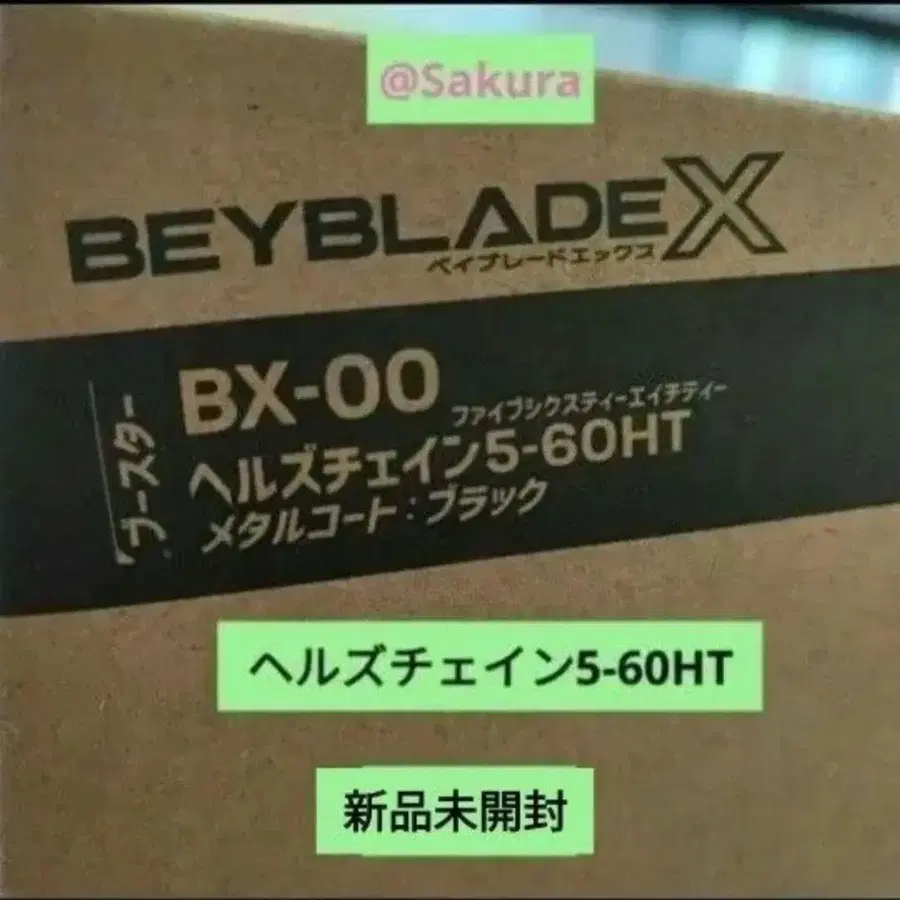 @Sakura
BEYBLADE X
ベイブレードエックス
ブースター
BX-00
ファイブシクスティーエイチティー
ヘルズチェイン5-60HT
メタルコート:ブラック
ヘルズチェイン5-60HT
新品未開封